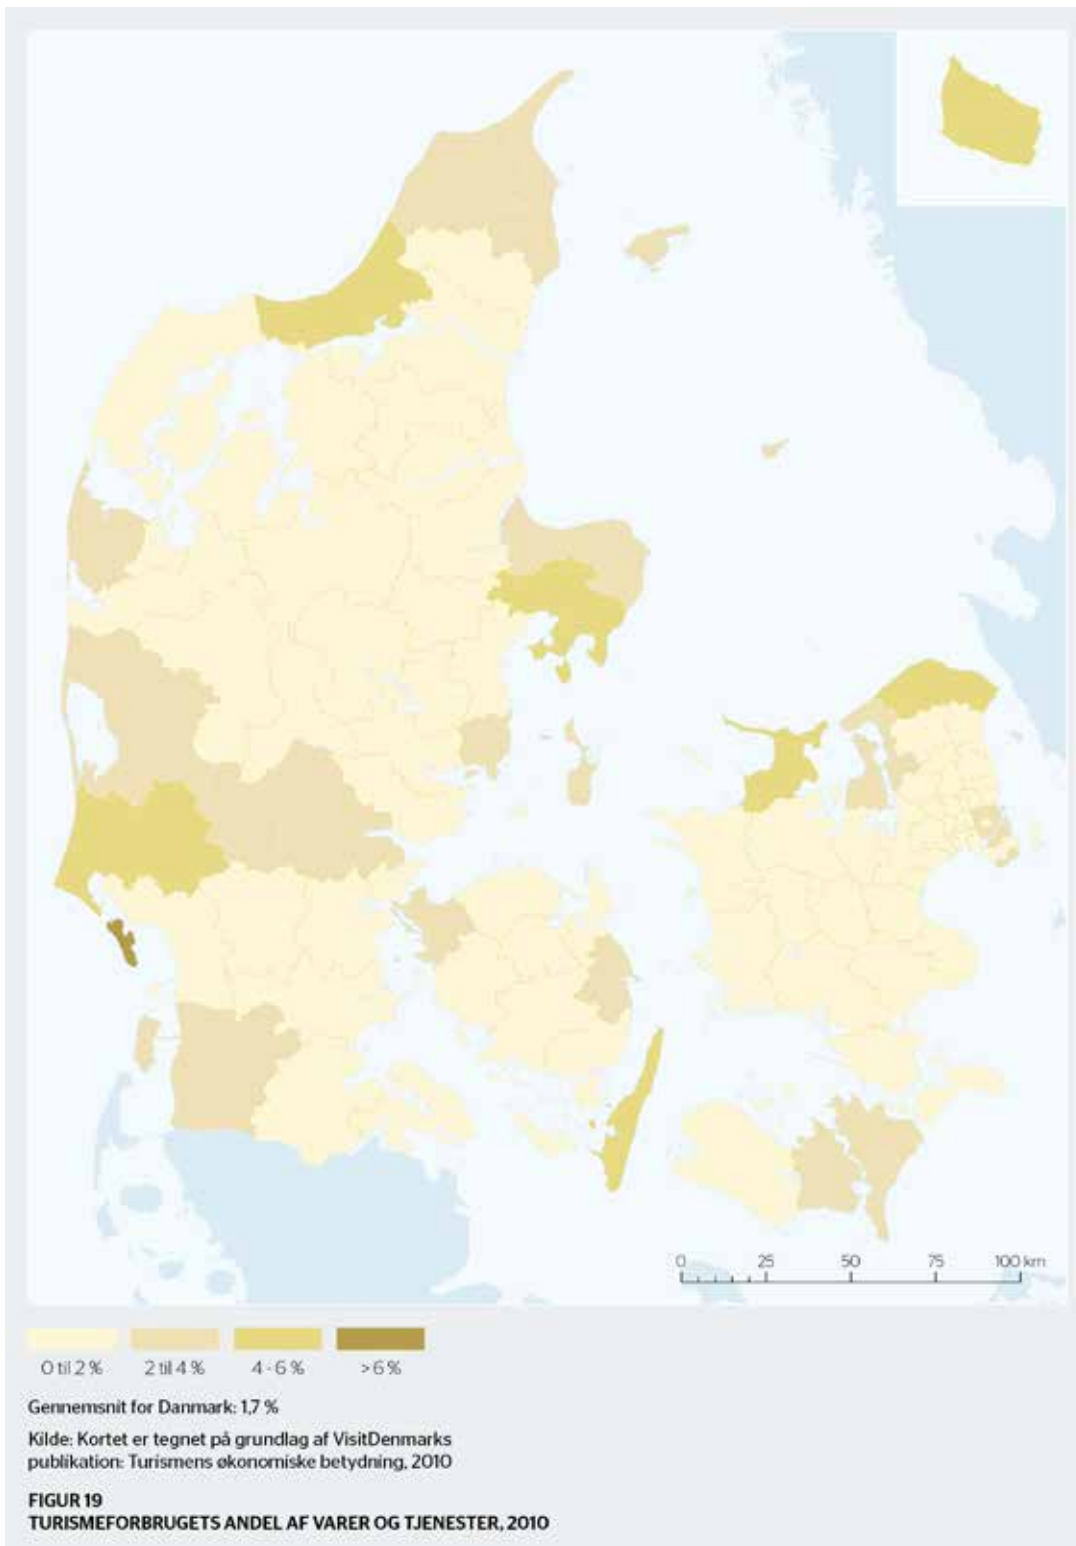 0 25 50 75 100 km
0 til 2 % 2 til 4 % 4 - 6 % >6 %
Gennemsnit for Danmark: 1,7 %
Kilde: Kortet er tegnet på grundlag af VisitDenmarks
publikation: Turismens økonomiske betydning, 2010
FIGUR 19
TURISMEFORBRUGETS ANDEL AF VARER OG TJENESTER, 2010